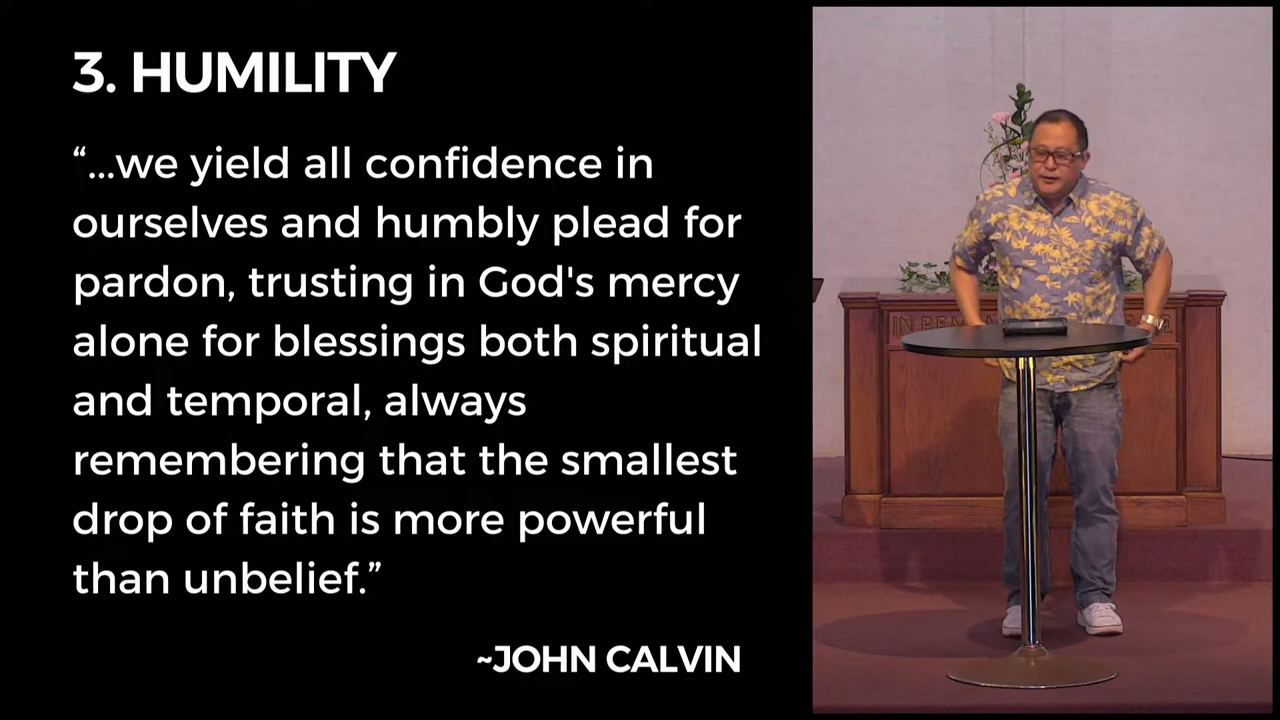 3. HUMILITY
“...we yield all confidence in
ourselves and humbly plead for
pardon, trusting in God's mercy
alone for blessings both spiritual
and temporal, always
remembering that the smallest
drop of faith is more powerful
than unbelief.”
~JOHN CALVIN
IN